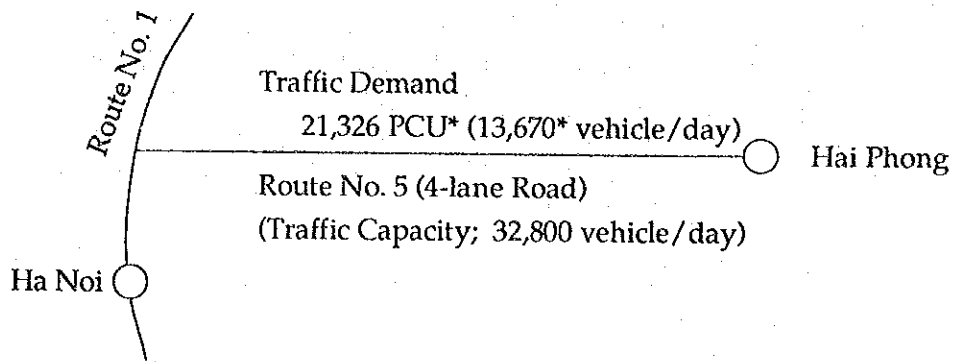 Route No. 1
Traffic Demand
21,326 PCU* (13,670* vehicle/day)
Hai Phong
Route No. 5 (4-lane Road)
(Traffic Capacity; 32,800 vehicle/day)
Ha Noi